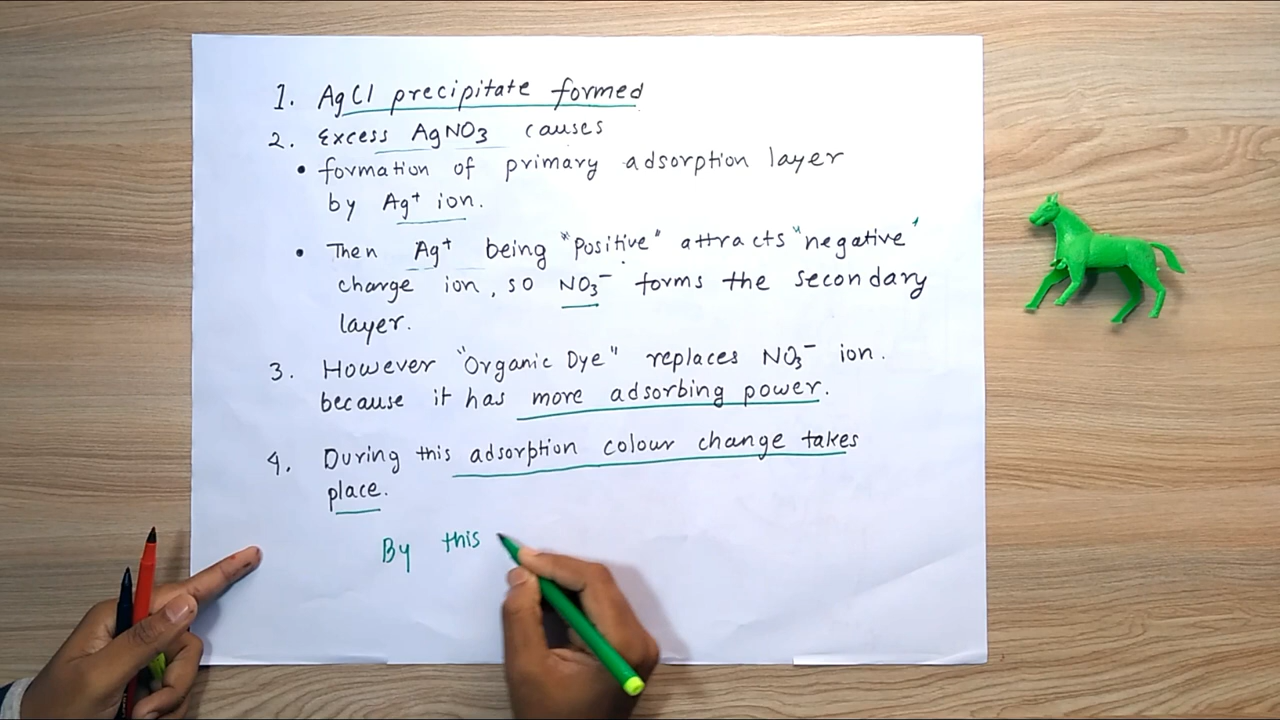 1. AgCl precipitate formed
2. Excess AgNO3 causes
• formation of primary adsorption layer
by Ag⁺ ion.
• Then Ag⁺ being "Positive" attracts "negative"
charge ion, so NO3⁻ forms the secondary
layer.
3. However "Organic Dye" replaces NO3⁻ ion.
because it has more adsorbing power.
4. During this adsorption colour change takes
place.
By this